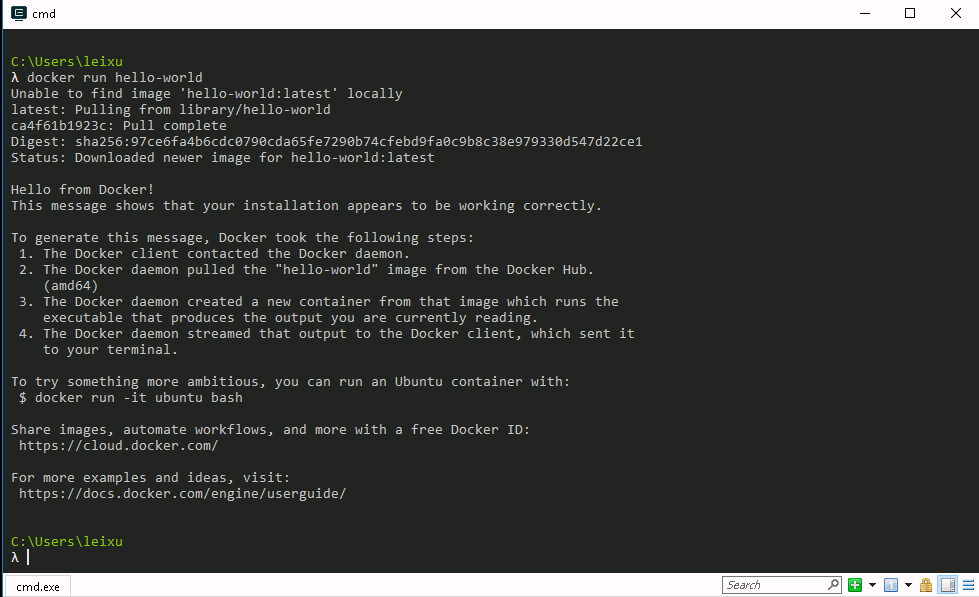 cmd
C:\Users\leixu
λ docker run hello-world
Unable to find image 'hello-world:latest' locally
latest: Pulling from library/hello-world
ca4f61b1923c: Pull complete
Digest: sha256:97ce6fa4b6cdc0790cda65fe7290b74cfebd9fa0c9b8c38e979330d547d22ce1
Status: Downloaded newer image for hello-world:latest
Hello from Docker!
This message shows that your installation appears to be working correctly.
To generate this message, Docker took the following steps:
1. The Docker client contacted the Docker daemon.
2. The Docker daemon pulled the "hello-world" image from the Docker Hub.
(amd64)
3. The Docker daemon created a new container from that image which runs the
executable that produces the output you are currently reading.
4. The Docker daemon streamed that output to the Docker client, which sent it
to your terminal.
To try something more ambitious, you can run an Ubuntu container with:
$ docker run -it ubuntu bash
Share images, automate workflows, and more with a free Docker ID:
https://cloud.docker.com/
For more examples and ideas, visit:
https://docs.docker.com/engine/userguide/
C:\Users\leixu
λ
cmd.exe
Search